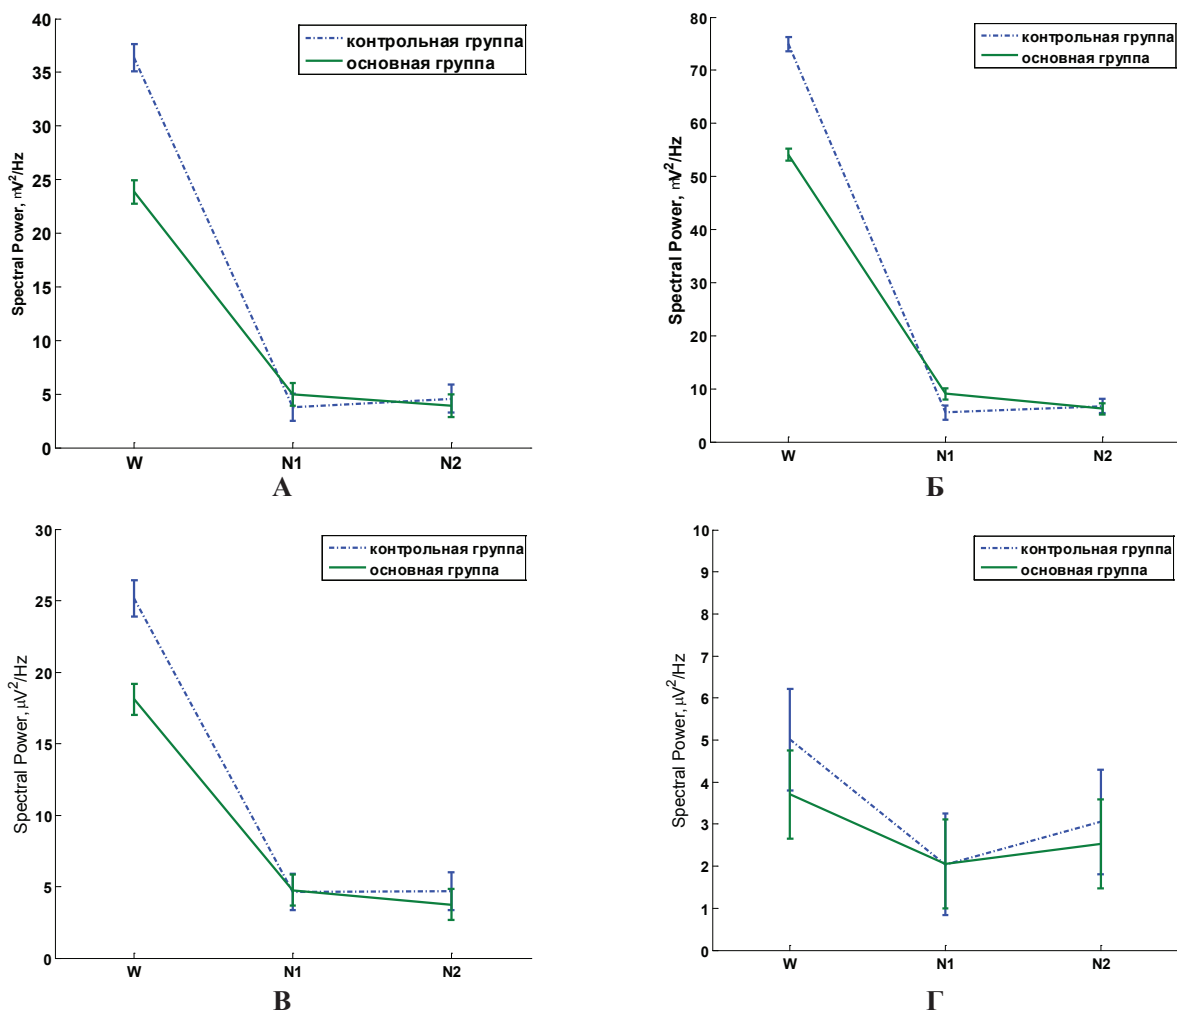 40
35
30
25
20
15
10
5
0
Spectral Power, mV²/Hz
контрольная группа
основная группа
W N1 N2
А
80
70
60
50
40
30
20
10
0
Spectral Power, mV²/Hz
контрольная группа
основная группа
W N1 N2
Б
30
25
20
15
10
5
0
Spectral Power, μV²/Hz
контрольная группа
основная группа
W N1 N2
В
10
9
8
7
6
5
4
3
2
1
0
Spectral Power, μV²/Hz
контрольная группа
основная группа
W N1 N2
Г